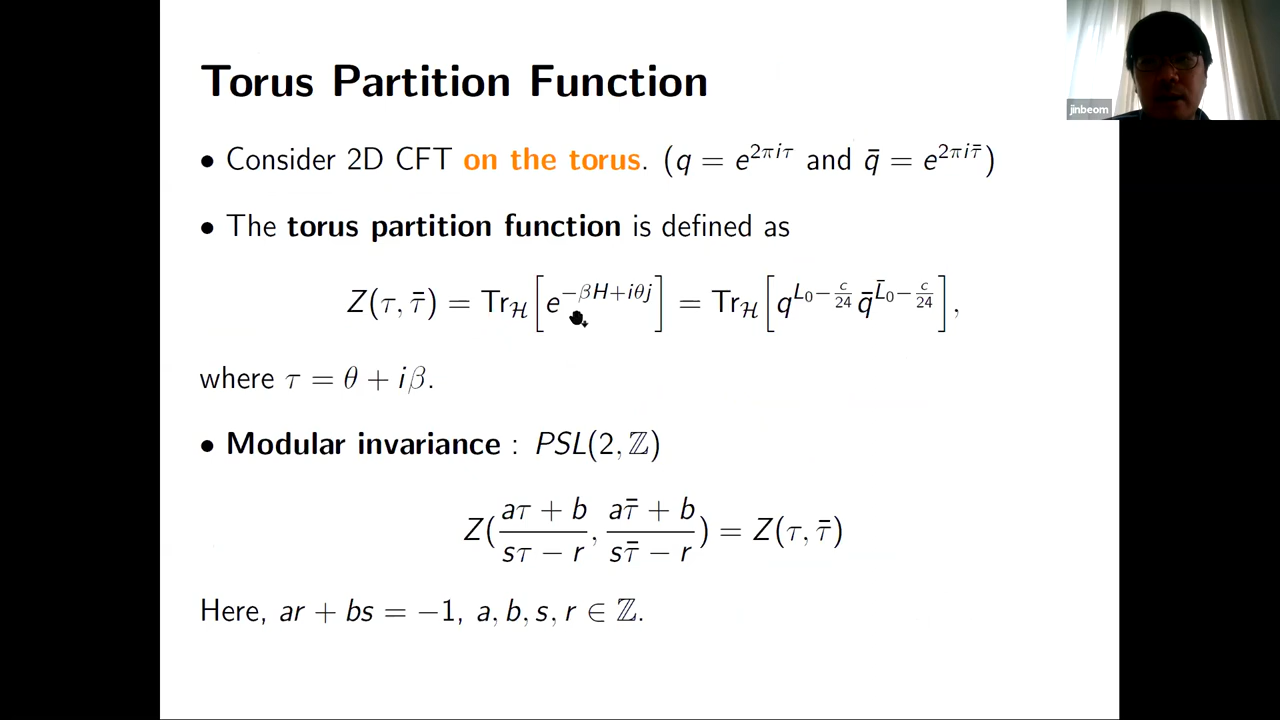 Torus Partition Function
• Consider 2D CFT on the torus. (q = e^{2πiτ} and q̄ = e^{2πiτ̄})
• The torus partition function is defined as
Z(τ, τ̄) = Tr_ℋ[e^{−βH+iθj}] = Tr_ℋ[q^{L₀−c/24} q̄^{L̄₀−c/24}],
where τ = θ + iβ.
• Modular invariance : PSL(2, ℤ)
Z((aτ + b)/(sτ − r), (aτ̄ + b)/(sτ̄ − r)) = Z(τ, τ̄)
Here, ar + bs = −1, a, b, s, r ∈ ℤ.
jinbeom